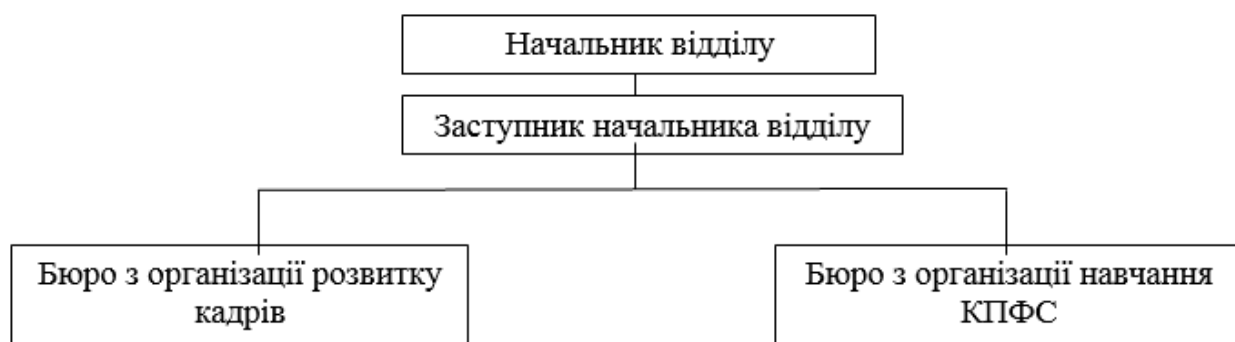 Начальник відділу
Заступник начальника відділу
Бюро з організації розвитку
кадрів
Бюро з організації навчання
КПФС